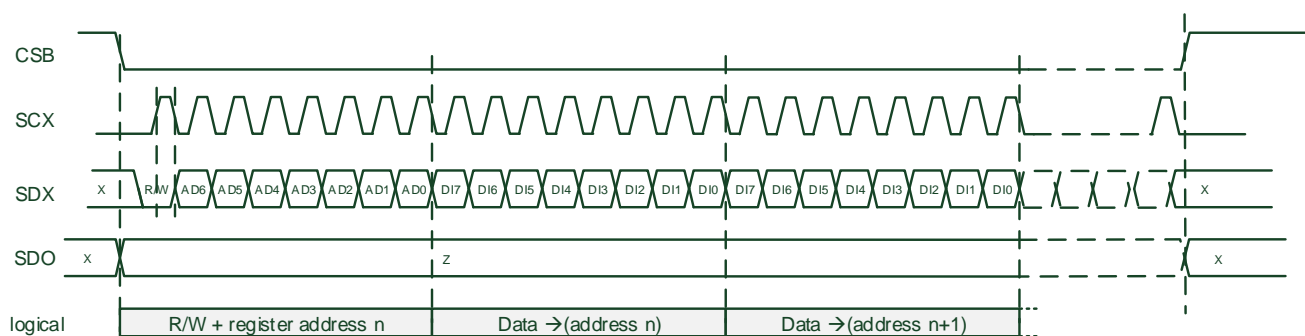 CSB
SCX
SDX X R/W AD6 AD5 AD4 AD3 AD2 AD1 AD0 DI7 DI6 DI5 DI4 DI3 DI2 DI1 DI0 DI7 DI6 DI5 DI4 DI3 DI2 DI1 DI0 X
SDO X Z X
logical R/W + register address n Data →(address n) Data →(address n+1)